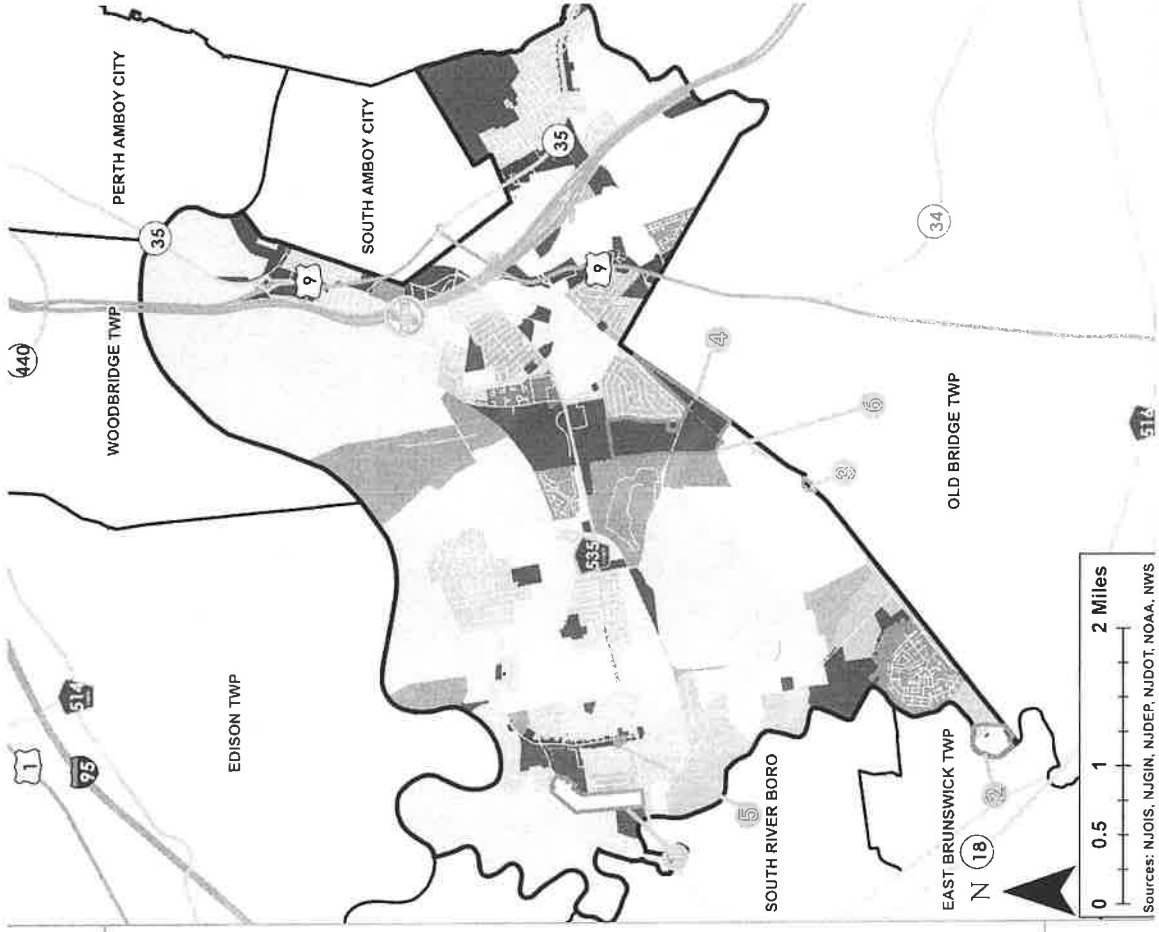 1
95
514
440
WOODBRIDGE TWP
PERTH AMBOY CITY
35
EDISON TWP
9
SOUTH AMBOY CITY
35
535
9
5
4
SOUTH RIVER BORO
3
6
34
EAST BRUNSWICK TWP
18
2
OLD BRIDGE TWP
N
516
0 0.5 1 2 Miles
Sources: NJOIS, NJGIN, NJDEP, NJDOT, NOAA, NWS